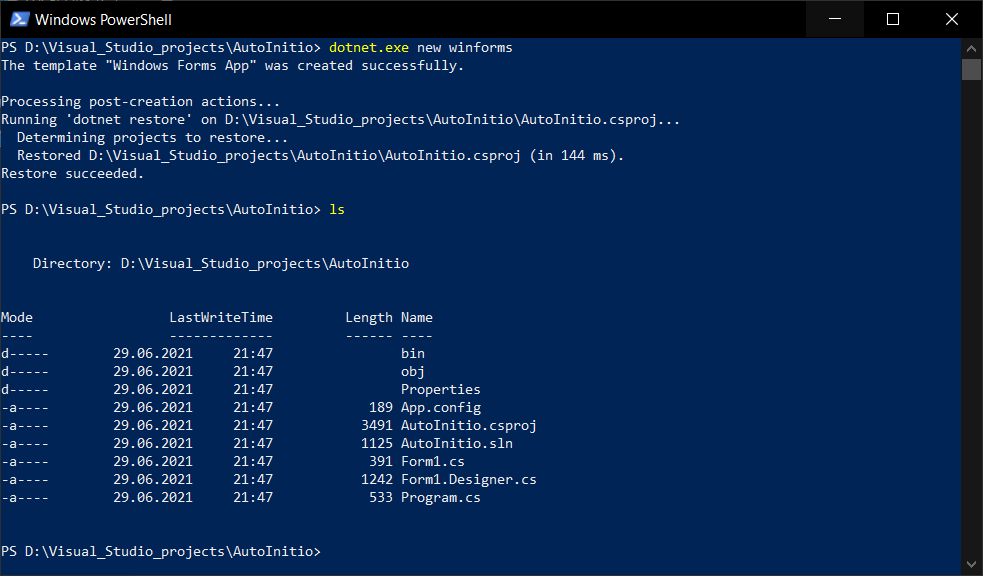 Windows PowerShell
PS D:\Visual_Studio_projects\AutoInitio> dotnet.exe new winforms
The template "Windows Forms App" was created successfully.
Processing post-creation actions...
Running 'dotnet restore' on D:\Visual_Studio_projects\AutoInitio\AutoInitio.csproj...
  Determining projects to restore...
  Restored D:\Visual_Studio_projects\AutoInitio\AutoInitio.csproj (in 144 ms).
Restore succeeded.
PS D:\Visual_Studio_projects\AutoInitio> ls
    Directory: D:\Visual_Studio_projects\AutoInitio
Mode                 LastWriteTime         Length Name
----                 -------------         ------ ----
d-----        29.06.2021     21:47                bin
d-----        29.06.2021     21:47                obj
d-----        29.06.2021     21:47                Properties
-a----        29.06.2021     21:47            189 App.config
-a----        29.06.2021     21:47           3491 AutoInitio.csproj
-a----        29.06.2021     21:47           1125 AutoInitio.sln
-a----        29.06.2021     21:47            391 Form1.cs
-a----        29.06.2021     21:47           1242 Form1.Designer.cs
-a----        29.06.2021     21:47            533 Program.cs
PS D:\Visual_Studio_projects\AutoInitio>